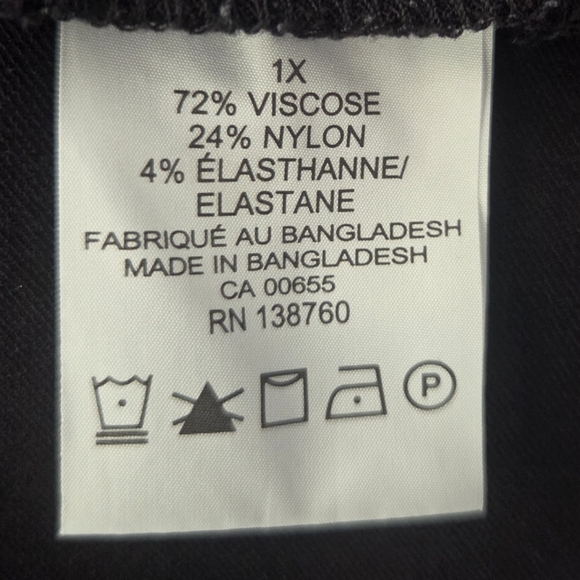 1X
72% VISCOSE
24% NYLON
4% ÉLASTHANNE/
ELASTANE
FABRIQUÉ AU BANGLADESH
MADE IN BANGLADESH
CA 00655
RN 138760
P